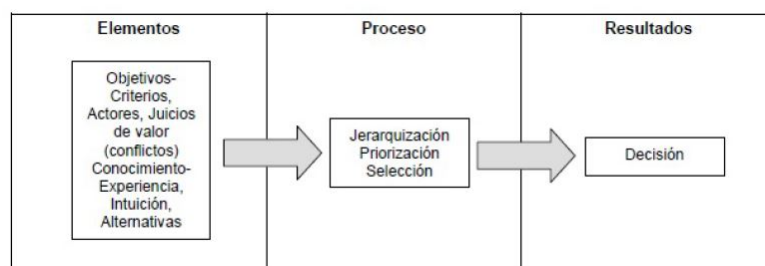 Elementos
Proceso
Resultados
Objetivos-
Criterios,
Actores, Juicios
de valor
(conflictos)
Conocimiento-
Experiencia,
Intuición,
Alternativas
Jerarquización
Priorización
Selección
Decisión